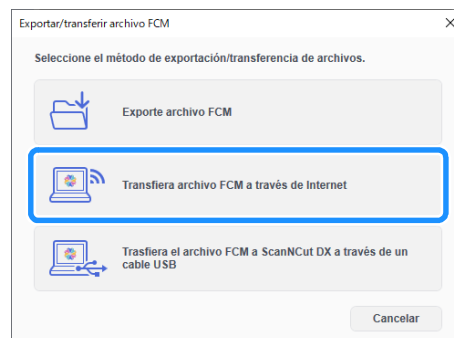 Exportar/transferir archivo FCM
Seleccione el método de exportación/transferencia de archivos.
Exporte archivo FCM
Transfiera archivo FCM a través de Internet
Trasfiera el archivo FCM a ScanNCut DX a través de un
cable USB
Cancelar